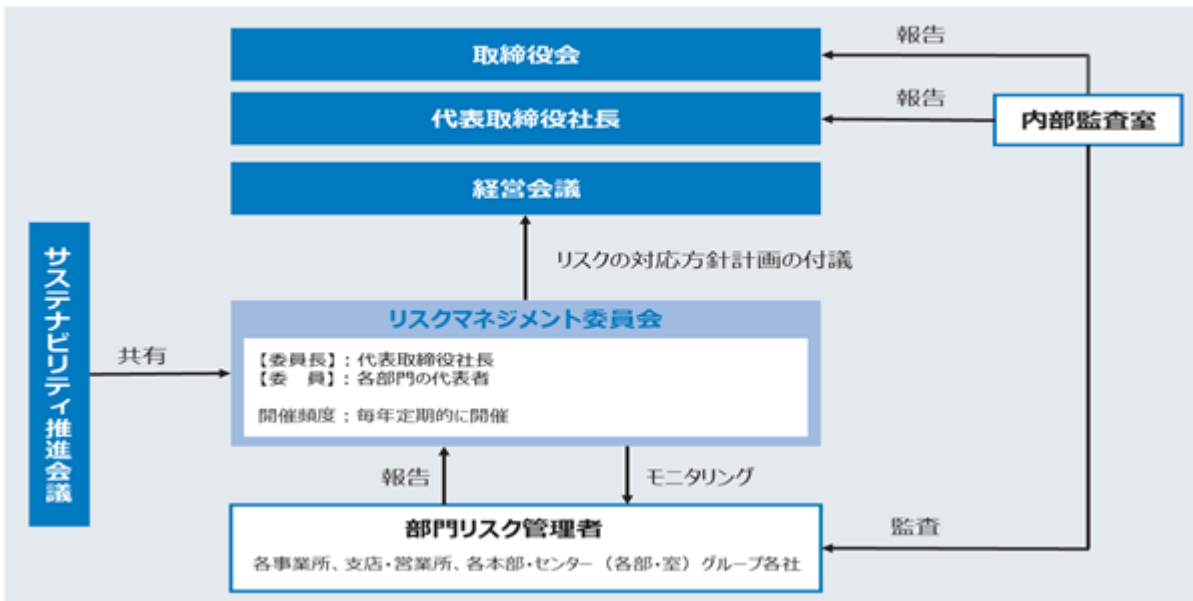 取締役会
報告
代表取締役社長
報告
内部監査室
経営会議
リスクの対応方針計画の付議
サステナビリティ推進会議
共有
リスクマネジメント委員会
【委員長】：代表取締役社長
【委　員】：各部門の代表者
開催頻度：毎年定期的に開催
報告
モニタリング
部門リスク管理者
各事業所、支店・営業所、各本部・センター（各部・室）グループ各社
監査